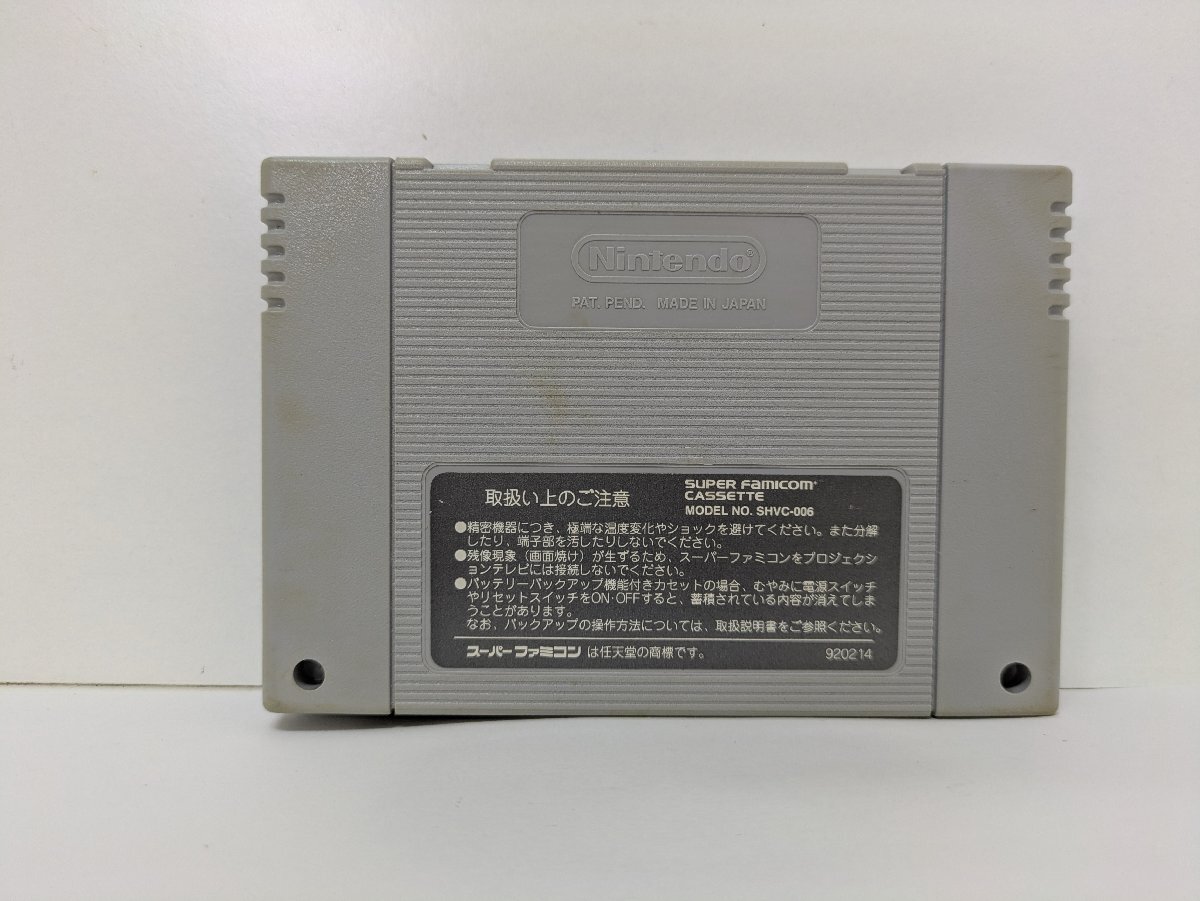 Nintendo®
PAT. PEND. MADE IN JAPAN
取扱い上のご注意
SUPER FAMICOM®
CASSETTE
MODEL NO. SHVC-006
●精密機器につき、極端な温度変化やショックを避けてください。また分解
したり、端子部を汚したりしないでください。
●残像現象（画面焼け）が生ずるため、スーパーファミコンをプロジェクシ
ョンテレビには接続しないでください。
●バッテリーバックアップ機能付きカセットの場合、むやみに電源スイッチ
やリセットスイッチをON・OFFすると、蓄積されている内容が消えてしま
うことがあります。
なお、バックアップの操作方法については、取扱説明書をご参照ください。
スーパーファミコン は任天堂の商標です。
920214